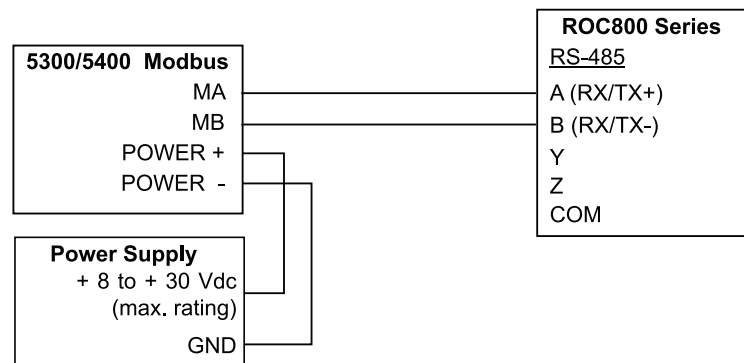 5300/5400 Modbus
MA
MB
POWER +
POWER -
Power Supply
+ 8 to + 30 Vdc
(max. rating)
GND
ROC800 Series
RS-485
A (RX/TX+)
B (RX/TX-)
Y
Z
COM